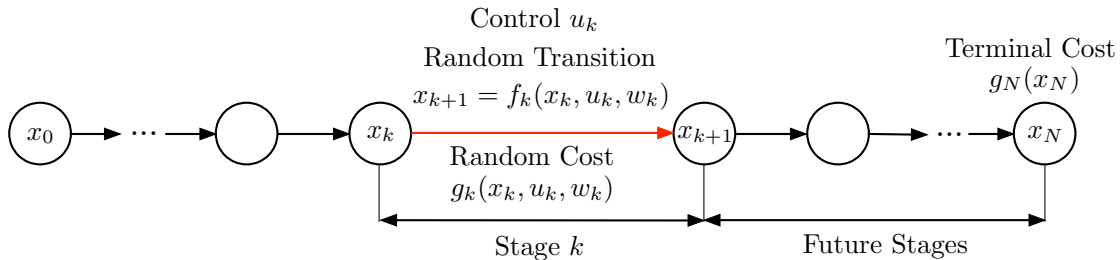 Control u_k
Random Transition
x_{k+1} = f_k(x_k, u_k, w_k)
Terminal Cost
g_N(x_N)
x_0 ... x_k x_{k+1} ... x_N
Random Cost
g_k(x_k, u_k, w_k)
Stage k
Future Stages